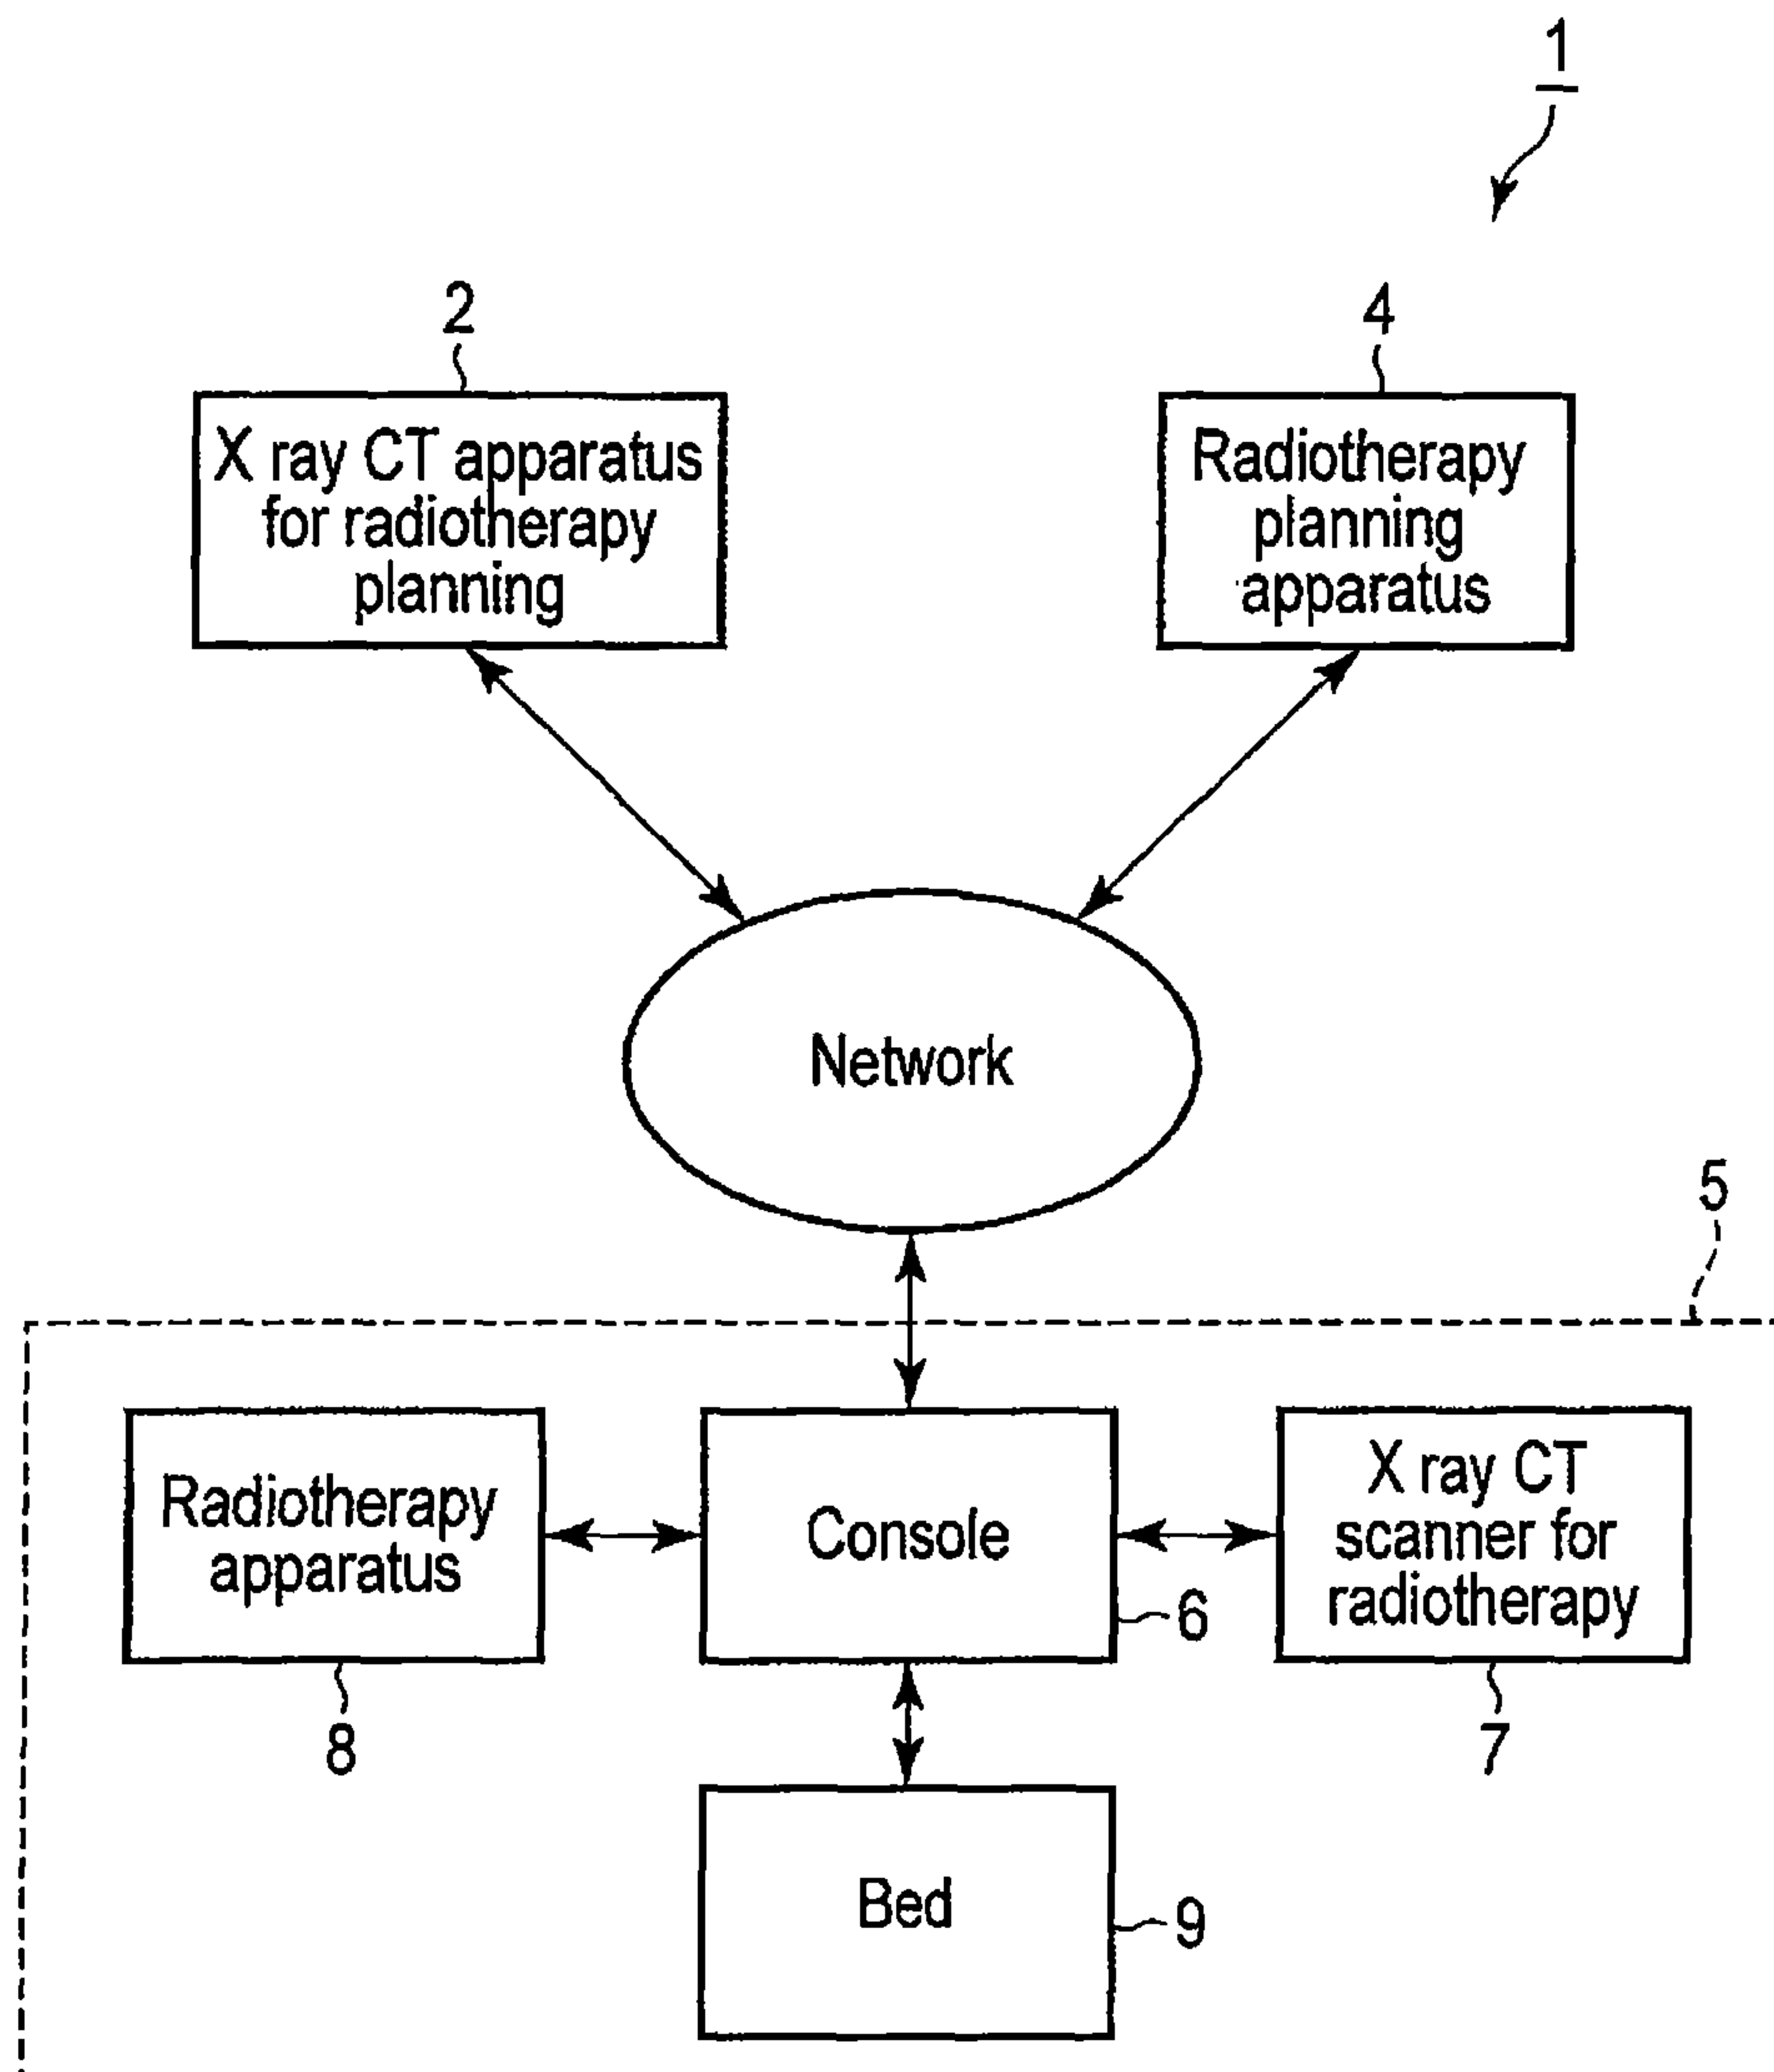 1
2
4
X ray CT apparatus
for radiotherapy
planning
Radiotherapy
planning
apparatus
Network
5
Radiotherapy
apparatus
Console
X ray CT
scanner for
radiotherapy
6
8
7
Bed
9